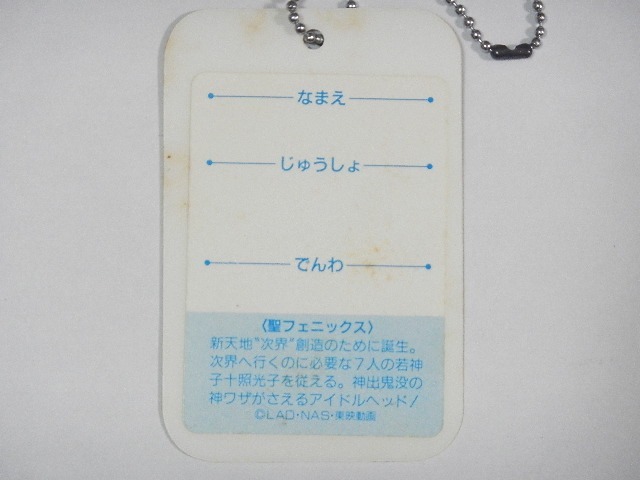 なまえ
じゅうしょ
でんわ
〈聖フェニックス〉
新天地"次界"創造のために誕生。
次界へ行くのに必要な7人の若神
子十照光子を従える。神出鬼没の
神ワザがさえるアイドルヘッド!
©LAD・NAS・東映動画